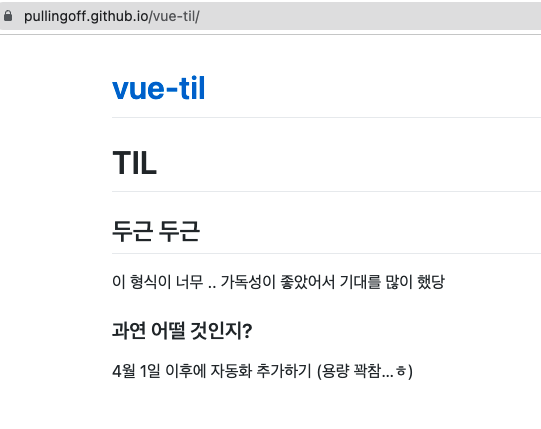 pullingoff.github.io/vue-til/
vue-til
TIL
두근 두근
이 형식이 너무 .. 가독성이 좋았어서 기대를 많이 했당
과연 어떨 것인지?
4월 1일 이후에 자동화 추가하기 (용량 꽉참...ㅎ)